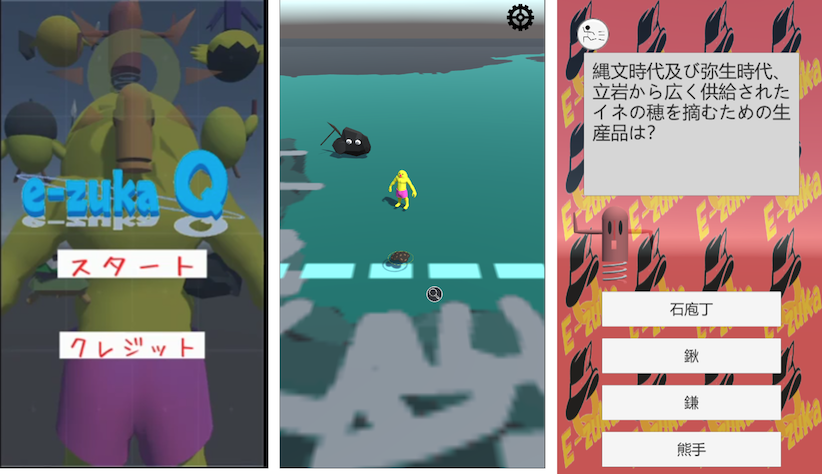 e-zuka Q
スタート
クレジット
縄文時代及び弥生時代、
立岩から広く供給された
イネの穂を摘むための生
産品は?
石庖丁
鍬
鎌
熊手